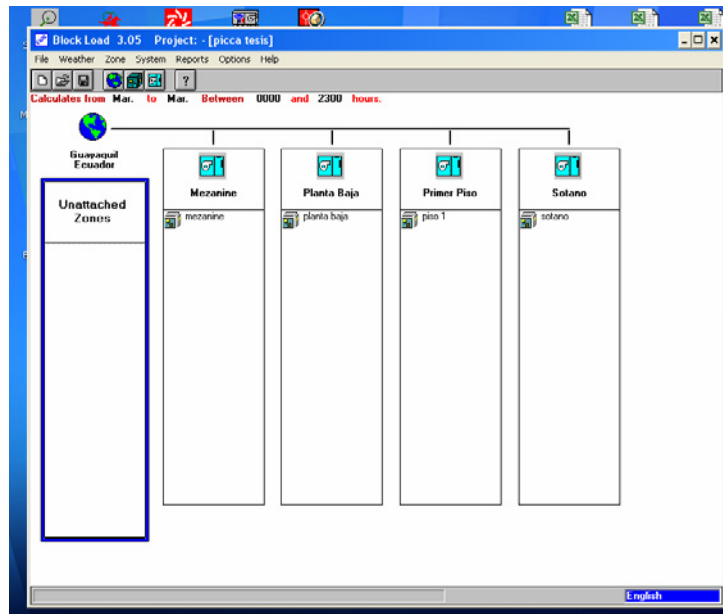 Block Load 3.05 Project: - [picca tesis]
File Weather Zone System Reports Options Help
?
Calculates from Mar. to Mar. Between 0000 and 2300 hours.
Guayaquil
Ecuador
Unattached
Zones
Mezanine
mezanine
Planta Baja
planta baja
Primer Piso
piso 1
Sotano
sotano
English